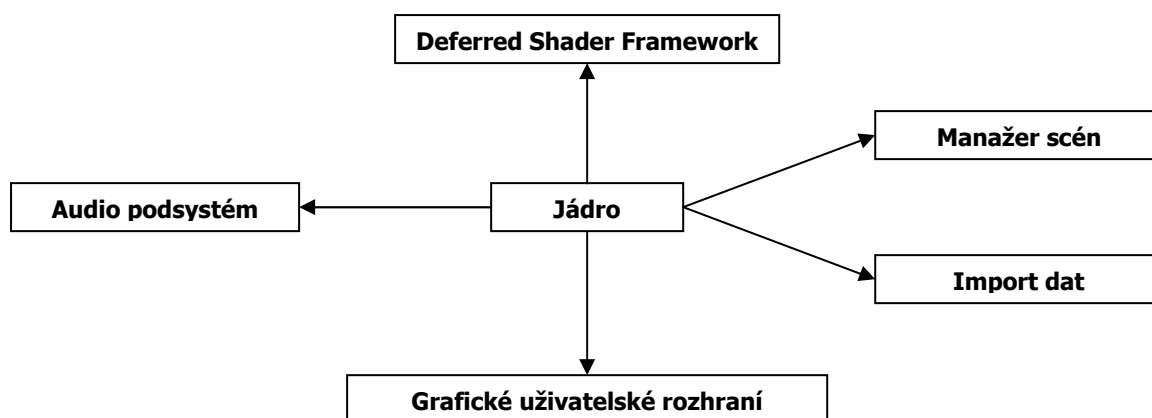 Deferred Shader Framework
Manažer scén
Audio podsystém
Jádro
Import dat
Grafické uživatelské rozhraní